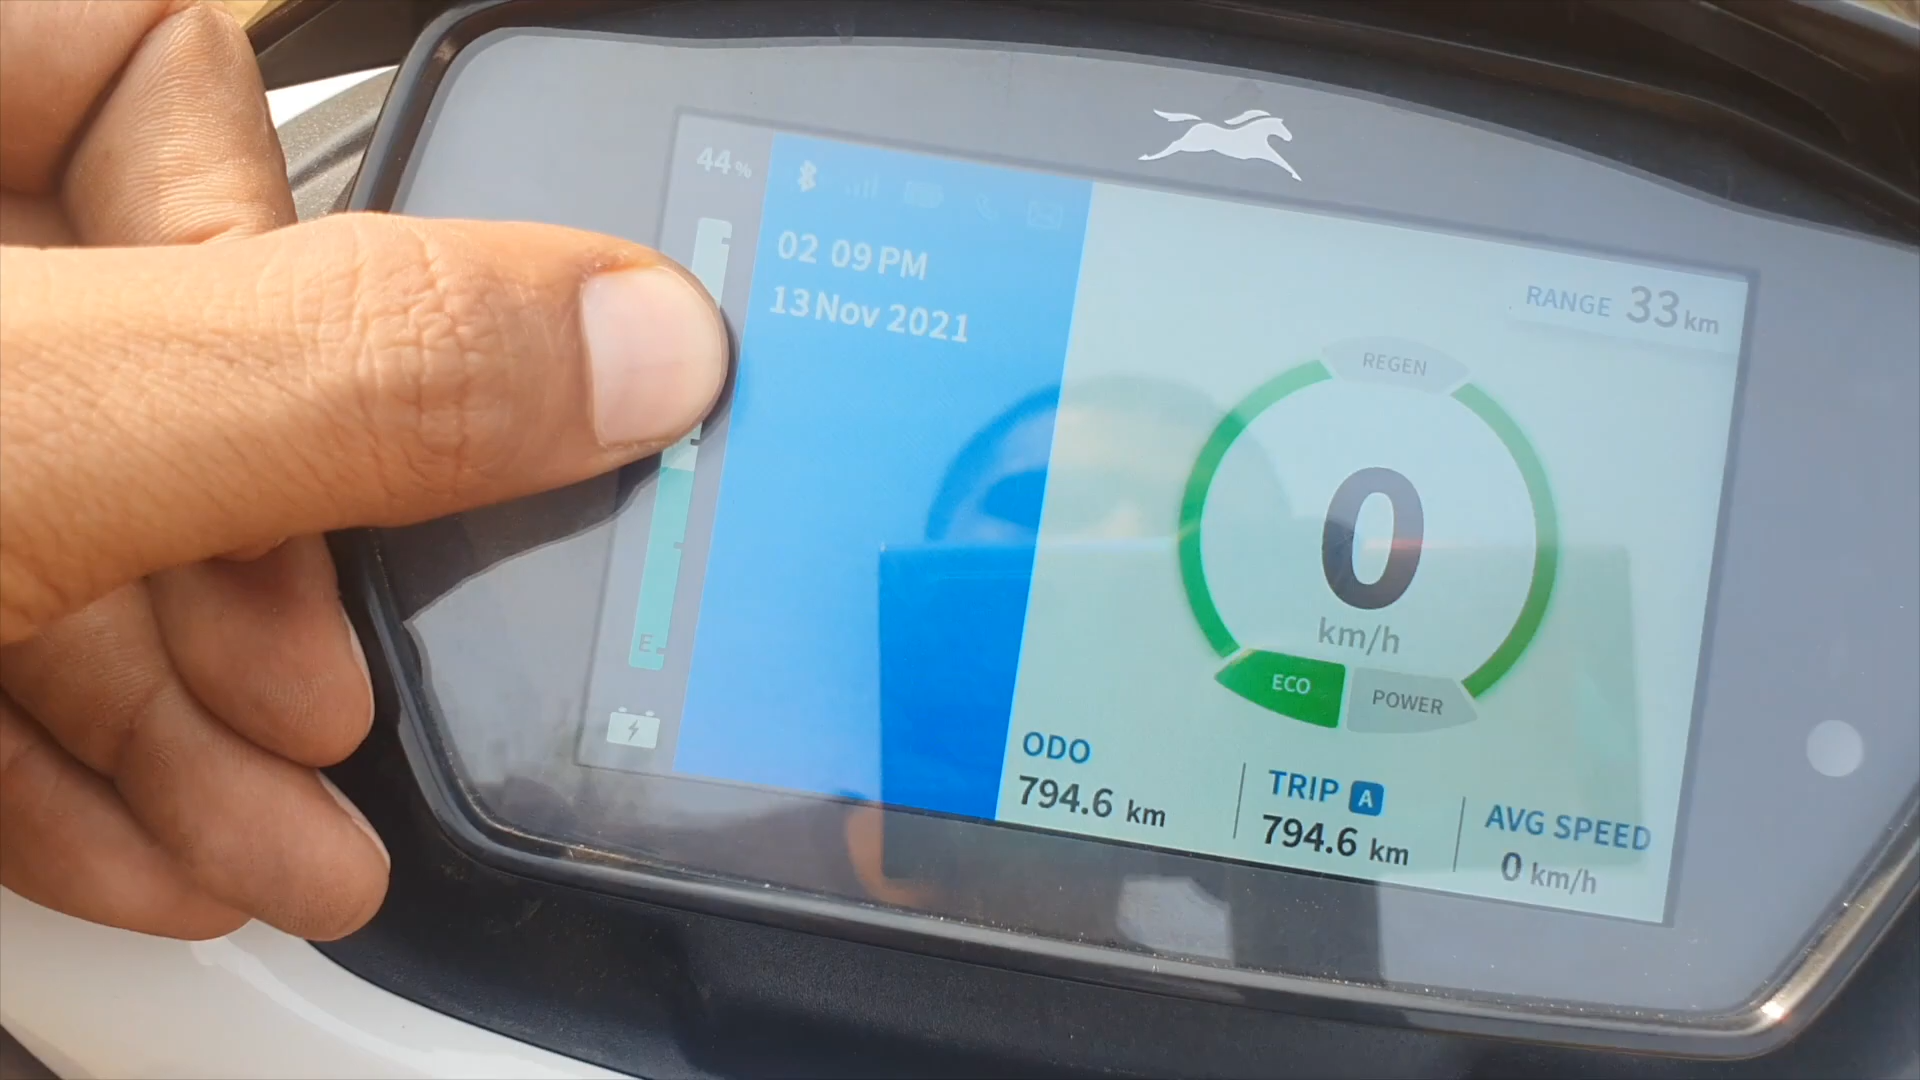 44 %
02 09 PM
13 Nov 2021
RANGE 33 km
REGEN
0
km/h
E
ECO
POWER
ODO
794.6 km
TRIP A
794.6 km
AVG SPEED
0 km/h